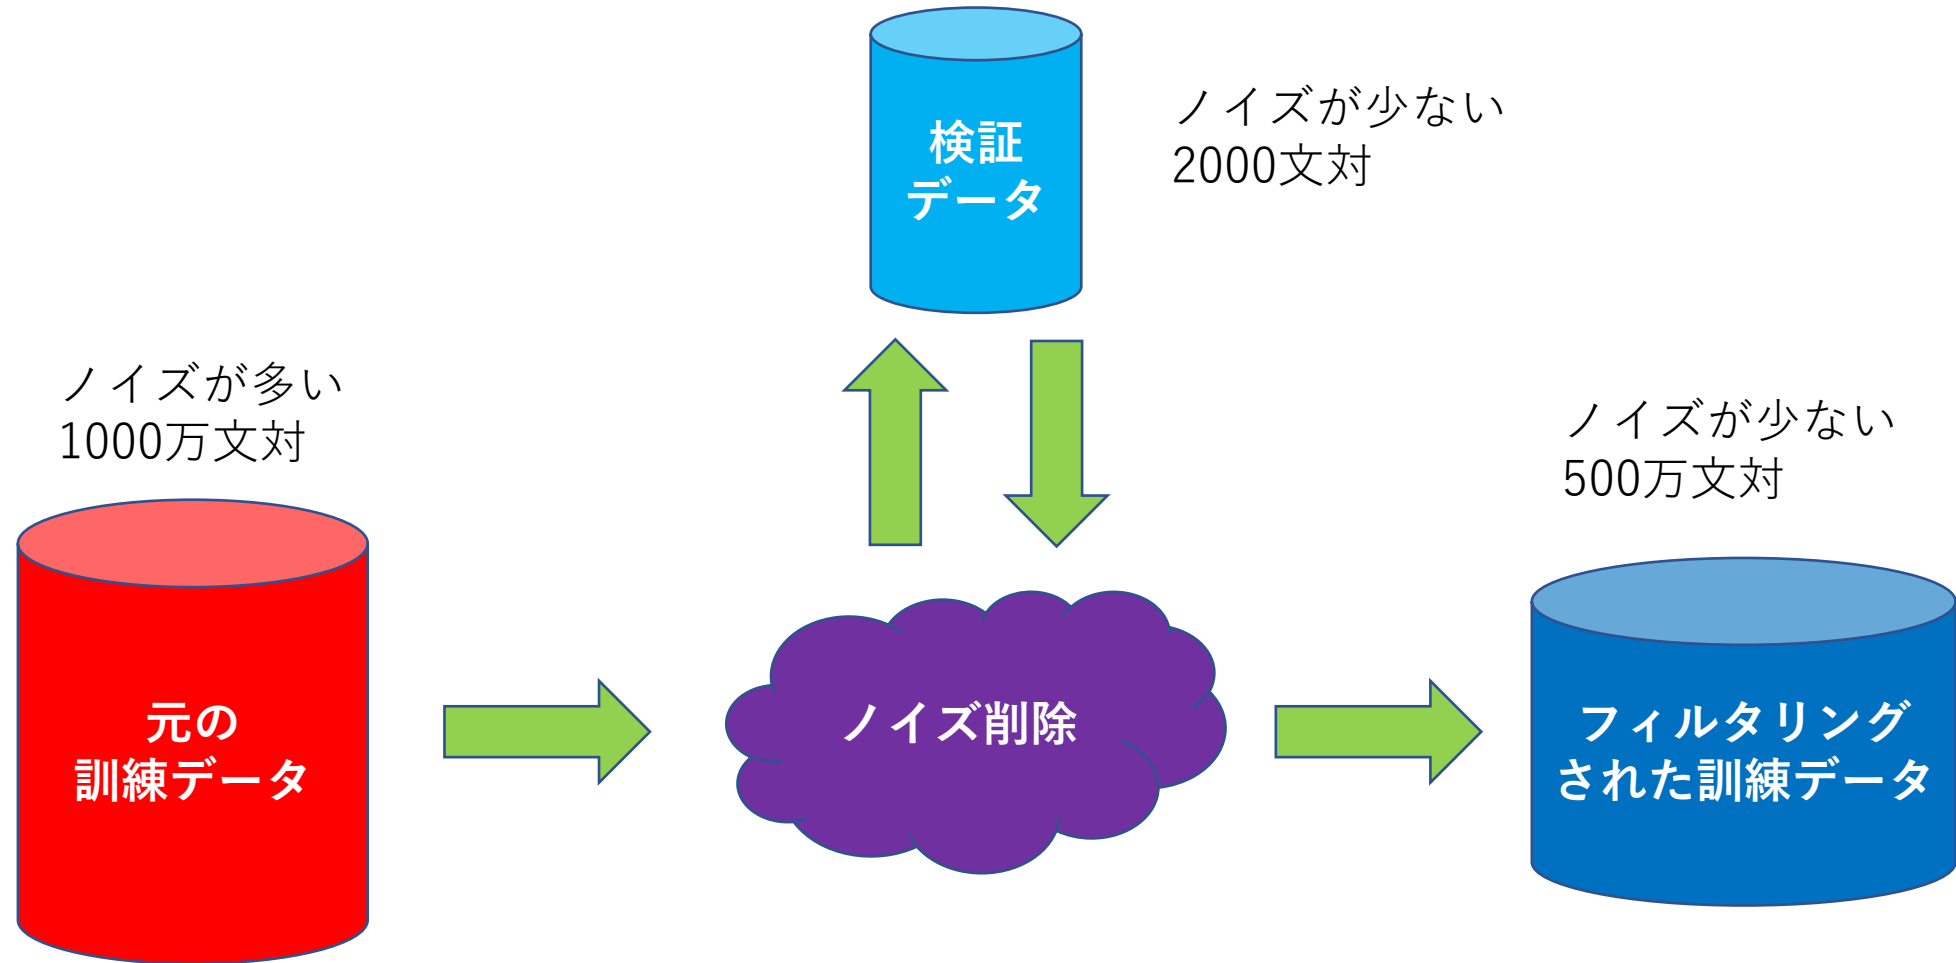 検証
データ
ノイズが少ない
2000文対
ノイズが多い
1000万文対
元の
訓練データ
ノイズ削除
ノイズが少ない
500万文対
フィルタリング
された訓練データ